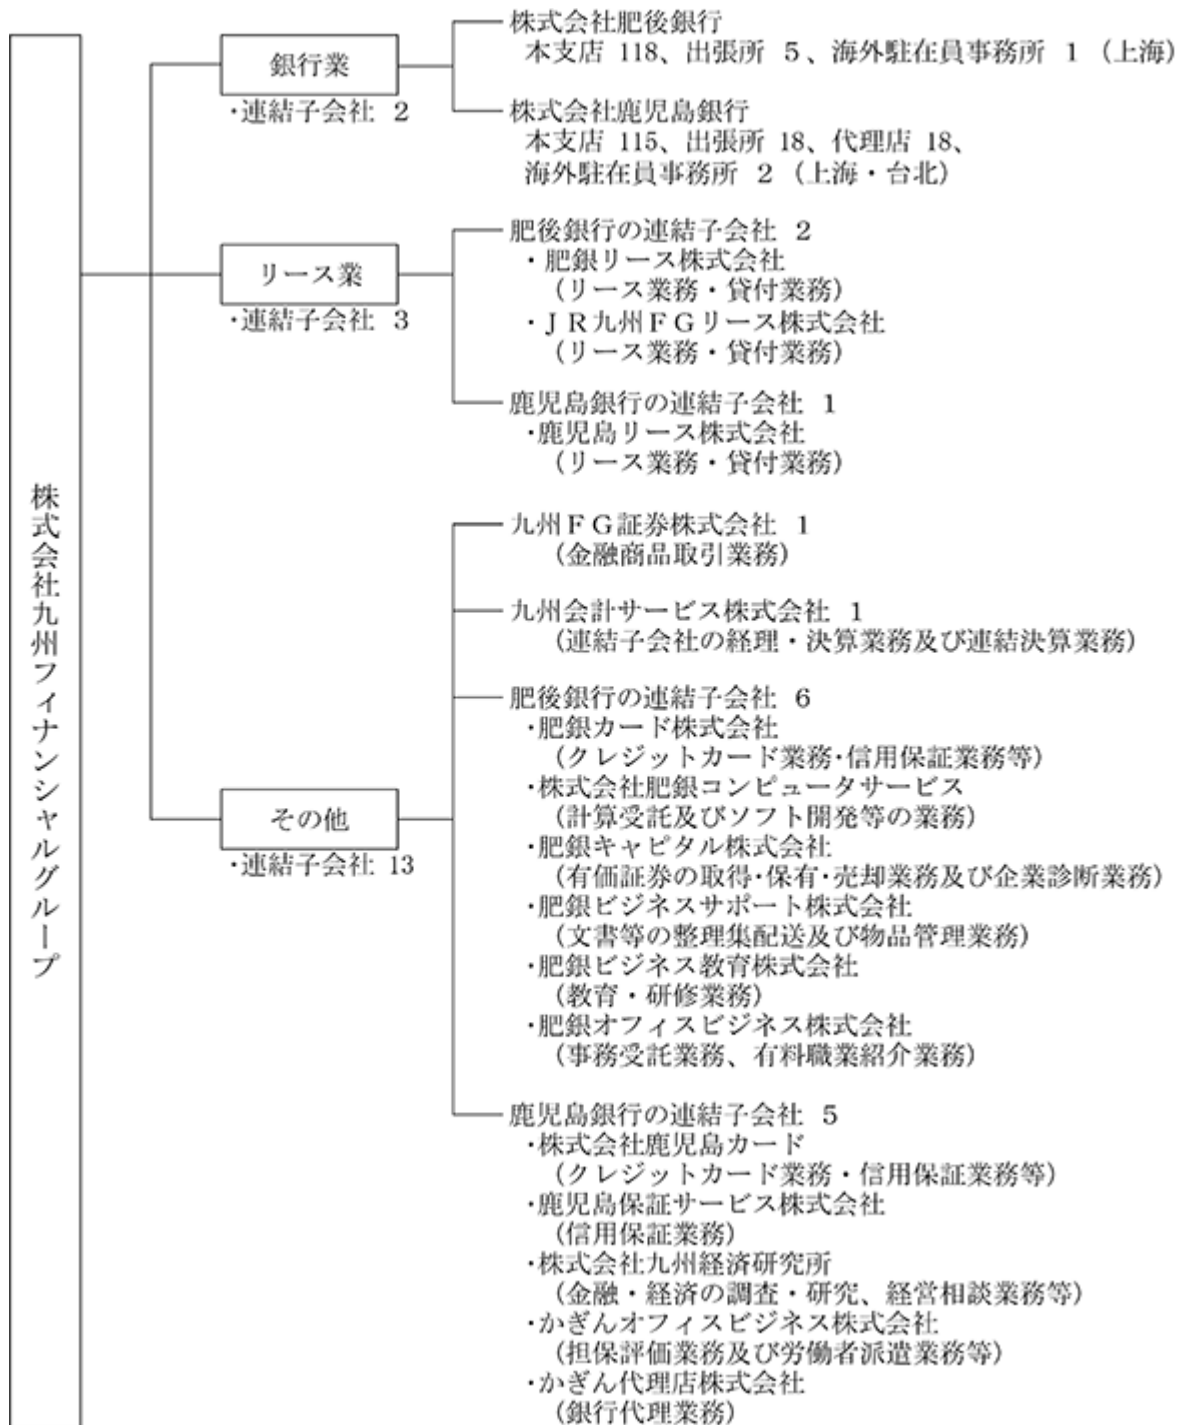 株式会社九州フィナンシャルグループ
銀行業
・連結子会社 2
株式会社肥後銀行
本支店 118、出張所 5、海外駐在員事務所 1 (上海)
株式会社鹿児島銀行
本支店 115、出張所 18、代理店 18、
海外駐在員事務所 2 (上海・台北)
リース業
・連結子会社 3
肥後銀行の連結子会社 2
・肥銀リース株式会社
(リース業務・貸付業務)
・JR九州FGリース株式会社
(リース業務・貸付業務)
鹿児島銀行の連結子会社 1
・鹿児島リース株式会社
(リース業務・貸付業務)
その他
・連結子会社 13
九州FG証券株式会社 1
(金融商品取引業務)
九州会計サービス株式会社 1
(連結子会社の経理・決算業務及び連結決算業務)
肥後銀行の連結子会社 6
・肥銀カード株式会社
(クレジットカード業務・信用保証業務等)
・株式会社肥銀コンピュータサービス
(計算受託及びソフト開発等の業務)
・肥銀キャピタル株式会社
(有価証券の取得・保有・売却業務及び企業診断業務)
・肥銀ビジネスサポート株式会社
(文書等の整理集配送及び物品管理業務)
・肥銀ビジネス教育株式会社
(教育・研修業務)
・肥銀オフィスビジネス株式会社
(事務受託業務、有料職業紹介業務)
鹿児島銀行の連結子会社 5
・株式会社鹿児島カード
(クレジットカード業務・信用保証業務等)
・鹿児島保証サービス株式会社
(信用保証業務)
・株式会社九州経済研究所
(金融・経済の調査・研究、経営相談業務等)
・かぎんオフィスビジネス株式会社
(担保評価業務及び労働者派遣業務等)
・かぎん代理店株式会社
(銀行代理業務)